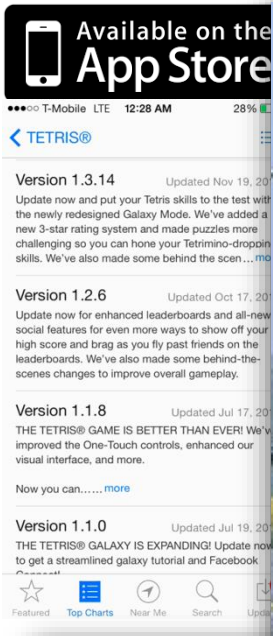 Available on the
App Store
T-Mobile LTE 12:28 AM 28%
TETRIS®
Version 1.3.14 Updated Nov 19, 20
Update now and put your Tetris skills to the test with
the newly redesigned Galaxy Mode. We've added a
new 3-star rating system and made puzzles more
challenging so you can hone your Tetrimino-droppin
skills. We've also made some behind the scen... mo
Version 1.2.6 Updated Oct 17, 20
Update now for enhanced leaderboards and all-new
social features for even more ways to show off your
high score and brag as you fly past friends on the
leaderboards. We've also made some behind-the-
scenes changes to improve overall gameplay.
Version 1.1.8 Updated Jul 17, 20
THE TETRIS® GAME IS BETTER THAN EVER! We'v
improved the One-Touch controls, enhanced our
visual interface, and more.
Now you can...... more
Version 1.1.0 Updated Jul 19, 20
THE TETRIS® GALAXY IS EXPANDING! Update now
to get a streamlined galaxy tutorial and Facebook
Connect!
Featured Top Charts Near Me Search Upda